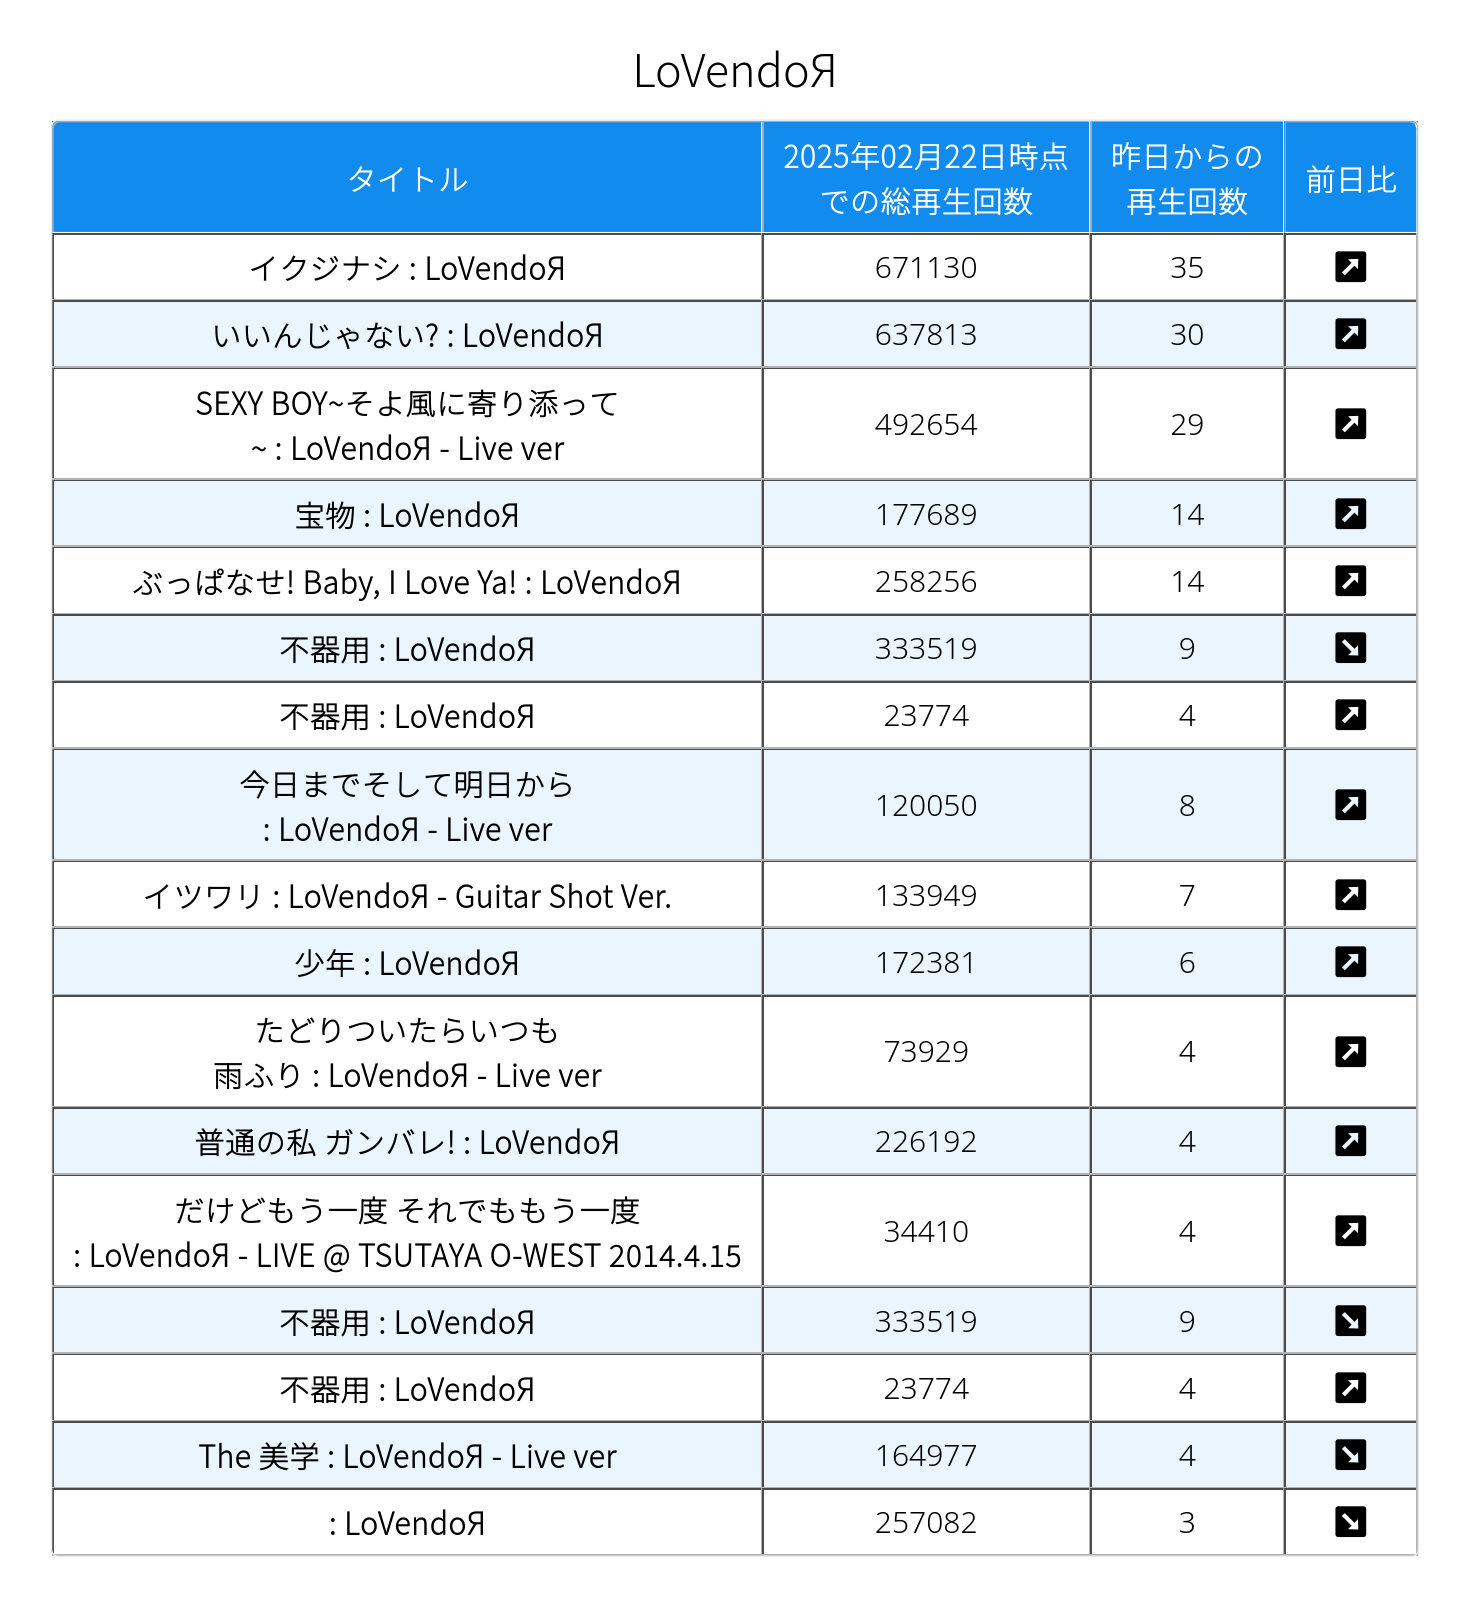 LoVendoЯ
タイトル
2025年02月22日時点
での総再生回数
昨日からの
再生回数
前日比
イクジナシ : LoVendoЯ
671130
35
いいんじゃない? : LoVendoЯ
637813
30
SEXY BOY~そよ風に寄り添って
~ : LoVendoЯ - Live ver
492654
29
宝物 : LoVendoЯ
177689
14
ぶっぱなせ! Baby, I Love Ya! : LoVendoЯ
258256
14
不器用 : LoVendoЯ
333519
9
不器用 : LoVendoЯ
23774
4
今日までそして明日から
: LoVendoЯ - Live ver
120050
8
イツワリ : LoVendoЯ - Guitar Shot Ver.
133949
7
少年 : LoVendoЯ
172381
6
たどりついたらいつも
雨ふり : LoVendoЯ - Live ver
73929
4
普通の私 ガンバレ! : LoVendoЯ
226192
4
だけどもう一度 それでももう一度
: LoVendoЯ - LIVE @ TSUTAYA O-WEST 2014.4.15
34410
4
不器用 : LoVendoЯ
333519
9
不器用 : LoVendoЯ
23774
4
The 美学 : LoVendoЯ - Live ver
164977
4
: LoVendoЯ
257082
3